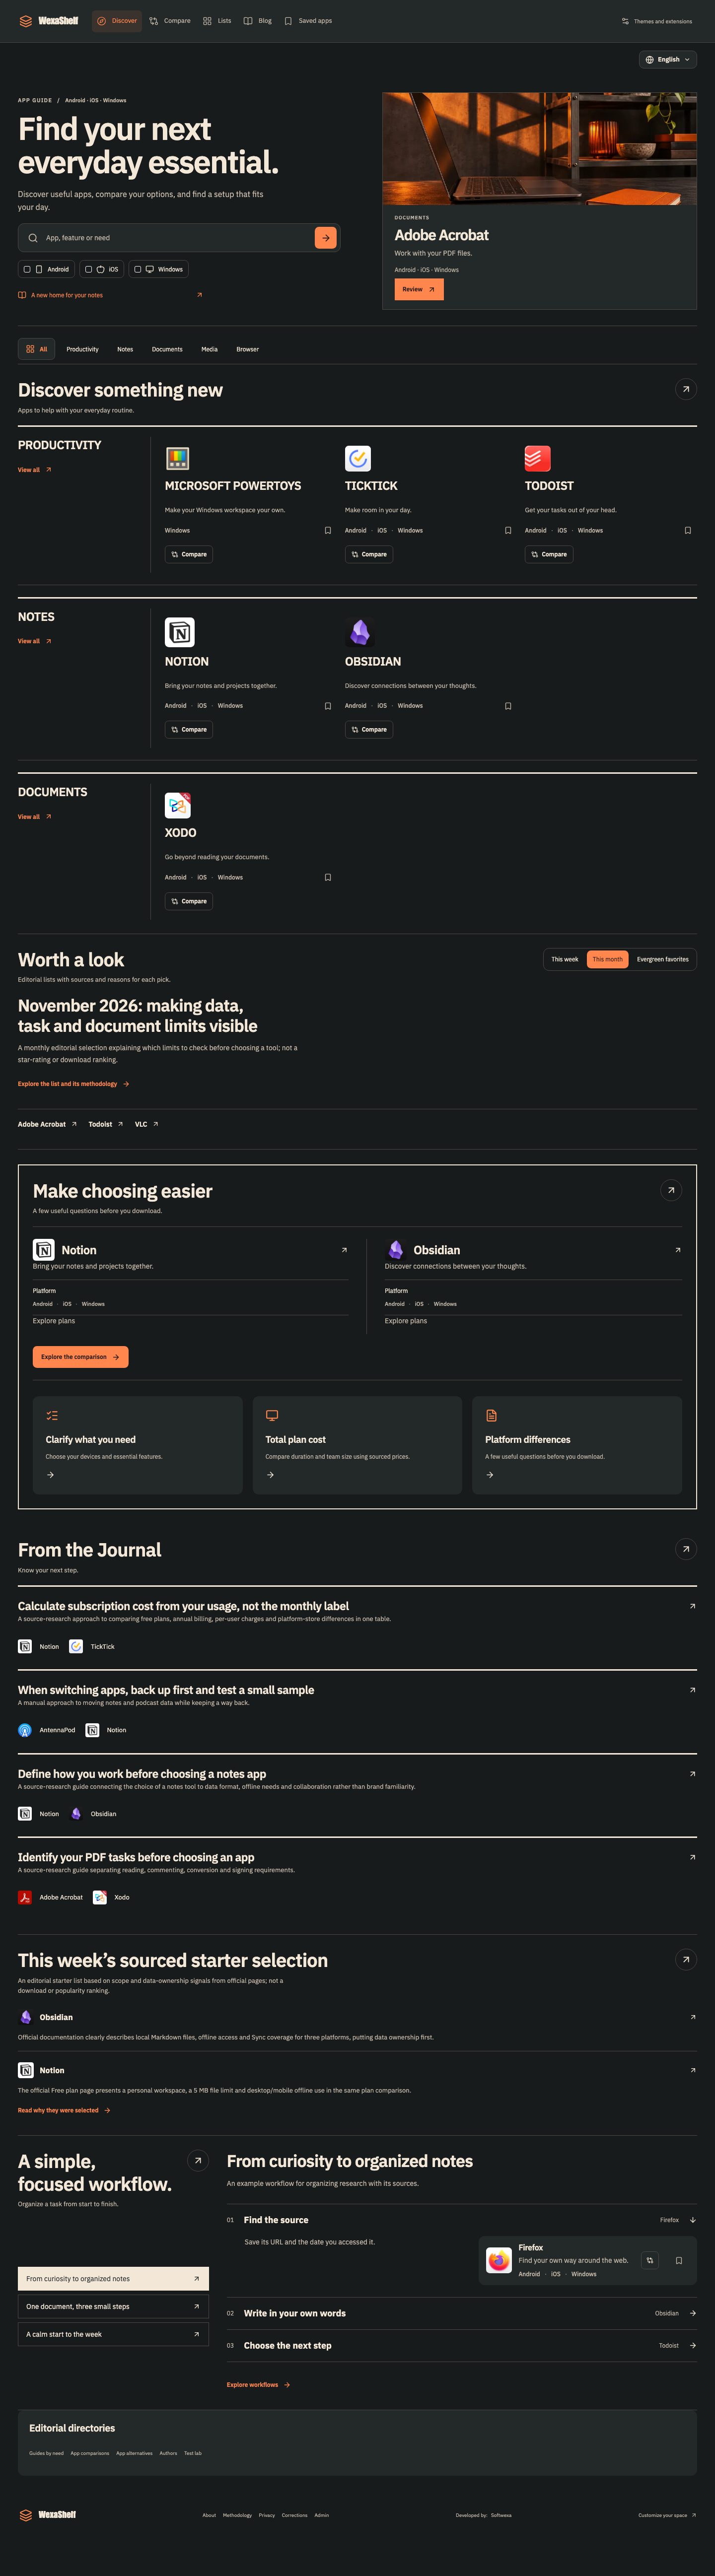 WexaShelf
Discover
Compare
Lists
Blog
Saved apps
Themes and extensions
English
APP GUIDE / Android · iOS · Windows
Find your next
everyday essential.
Discover useful apps, compare your options, and find a setup that fits
your day.
App, feature or need
Android
iOS
Windows
A new home for your notes
DOCUMENTS
Adobe Acrobat
Work with your PDF files.
Android · iOS · Windows
Review
All
Productivity
Notes
Documents
Media
Browser
Discover something new
Apps to help with your everyday routine.
PRODUCTIVITY
View all
MICROSOFT POWERTOYS
Make your Windows workspace your own.
Windows
Compare
TICKTICK
Make room in your day.
Android · iOS · Windows
Compare
TODOIST
Get your tasks out of your head.
Android · iOS · Windows
Compare
NOTES
View all
NOTION
Bring your notes and projects together.
Android · iOS · Windows
Compare
OBSIDIAN
Discover connections between your thoughts.
Android · iOS · Windows
Compare
DOCUMENTS
View all
XODO
Go beyond reading your documents.
Android · iOS · Windows
Compare
Worth a look
Editorial lists with sources and reasons for each pick.
This week
This month
Evergreen favorites
November 2026: making data,
task and document limits visible
A monthly editorial selection explaining which limits to check before choosing a tool; not a
star-rating or download ranking.
Explore the list and its methodology
Adobe Acrobat
Todoist
VLC
Make choosing easier
A few useful questions before you download.
Notion
Bring your notes and projects together.
Platform
Android · iOS · Windows
Explore plans
Obsidian
Discover connections between your thoughts.
Platform
Android · iOS · Windows
Explore plans
Explore the comparison
Clarify what you need
Choose your devices and essential features.
Total plan cost
Compare duration and team size using sourced prices.
Platform differences
A few useful questions before you download.
From the Journal
Know your next step.
Calculate subscription cost from your usage, not the monthly label
A source-research approach to comparing free plans, annual billing, per-user charges and platform-store differences in one table.
Notion
TickTick
When switching apps, back up first and test a small sample
A manual approach to moving notes and podcast data while keeping a way back.
AntennaPod
Notion
Define how you work before choosing a notes app
A source-research guide connecting the choice of a notes tool to data format, offline needs and collaboration rather than brand familiarity.
Notion
Obsidian
Identify your PDF tasks before choosing an app
A source-research guide separating reading, commenting, conversion and signing requirements.
Adobe Acrobat
Xodo
This week’s sourced starter selection
An editorial starter list based on scope and data-ownership signals from official pages; not a
download or popularity ranking.
Obsidian
Official documentation clearly describes local Markdown files, offline access and Sync coverage for three platforms, putting data ownership first.
Notion
The official Free plan page presents a personal workspace, a 5 MB file limit and desktop/mobile offline use in the same plan comparison.
Read why they were selected
A simple,
focused workflow.
Organize a task from start to finish.
From curiosity to organized notes
One document, three small steps
A calm start to the week
From curiosity to organized notes
An example workflow for organizing research with its sources.
01 Find the source
Firefox
Save its URL and the date you accessed it.
Firefox
Find your own way around the web.
Android · iOS · Windows
02 Write in your own words
Obsidian
03 Choose the next step
Todoist
Explore workflows
Editorial directories
Guides by need
App comparisons
App alternatives
Authors
Test lab
WexaShelf
About
Methodology
Privacy
Corrections
Admin
Developed by: Softwexa
Customize your space